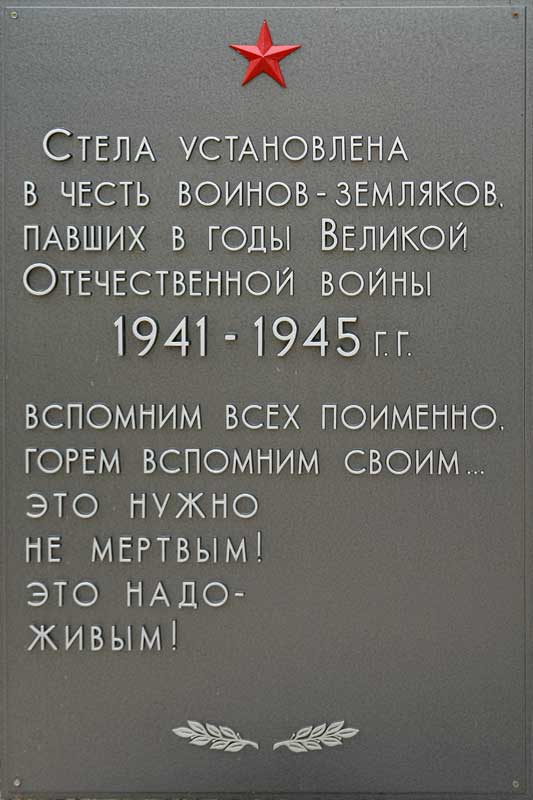 Стела установлена
в честь воинов-земляков,
павших в годы Великой
Отечественной войны
1941 - 1945 г.г.
вспомним всех поименно,
горем вспомним своим...
это нужно
не мертвым!
это надо-
живым!